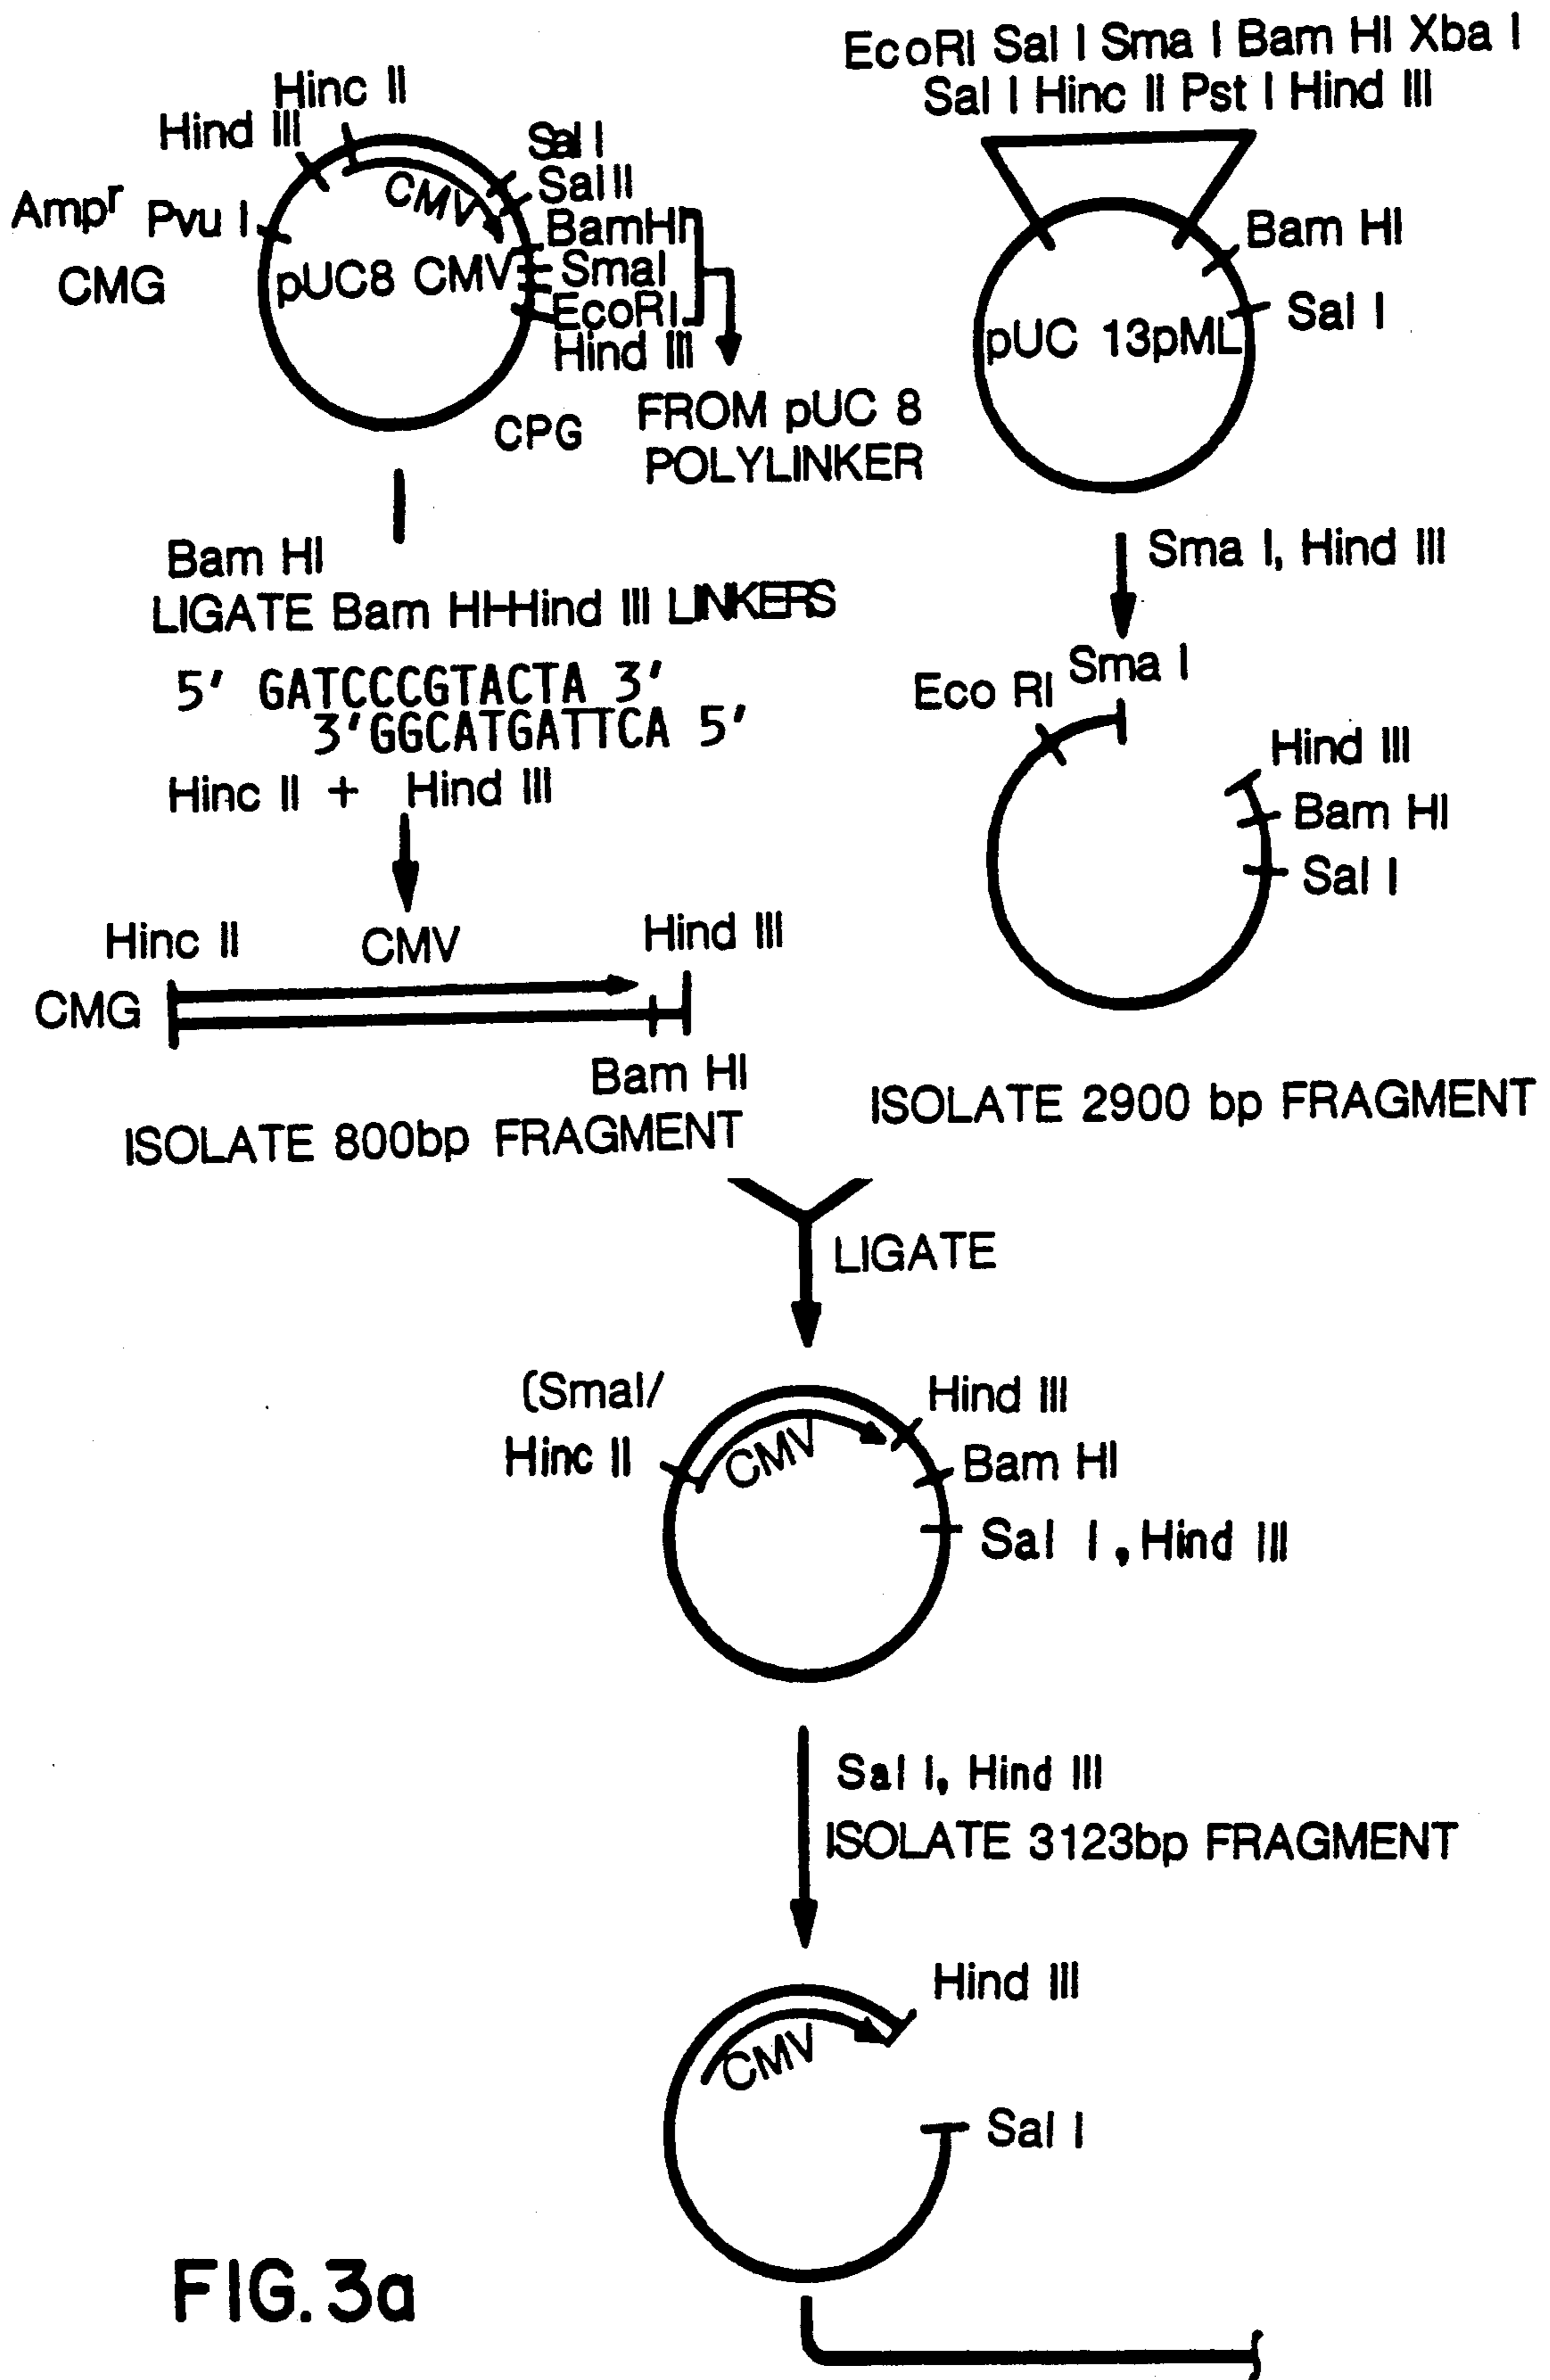 EcoRI Sal I Sma I Bam HI Xba I
Sal I Hinc II Pst I Hind III
Hinc II
Hind III
Sal I
Sal II
Ampr Pvu I
CMV
BamHI
CMG
pUC8 CMV
SmaI
EcoRI
Hind III
CPG
FROM pUC 8
POLYLINKER
Bam HI
Sal I
pUC 13pML
Bam HI
LIGATE Bam HI-Hind III LINKERS
5' GATCCCGTACTA 3'
3'GGCATGATTCA 5'
Hinc II + Hind III
Sma I, Hind III
Eco RI
Sma I
Hind III
Bam HI
Sal I
Hinc II
CMV
Hind III
CMG
Bam HI
ISOLATE 800bp FRAGMENT
ISOLATE 2900 bp FRAGMENT
LIGATE
(SmaI/
Hinc II
CMV
Hind III
Bam HI
Sal I, Hind III
Sal I, Hind III
ISOLATE 3123bp FRAGMENT
Hind III
CMV
Sal I
FIG. 3a